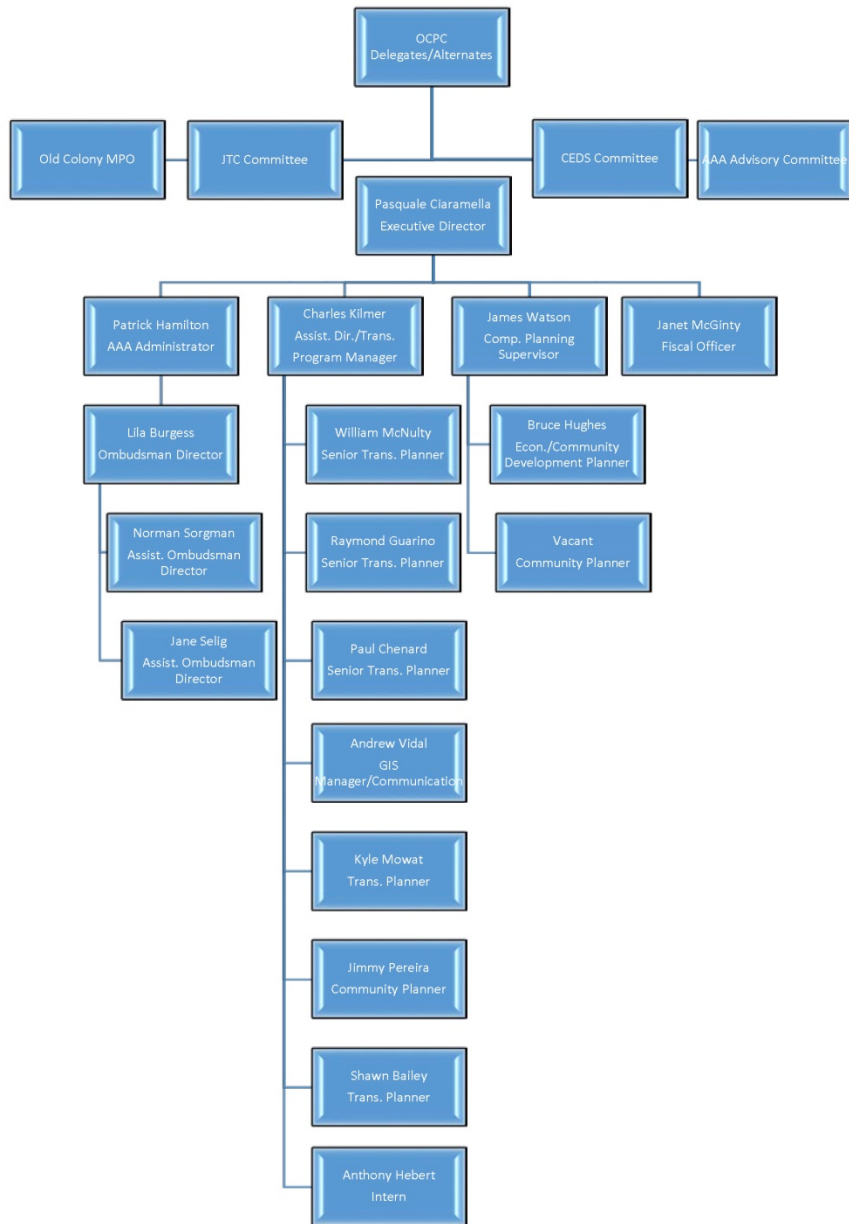 OCPC
Delegates/Alternates
Old Colony MPO
JTC Committee
CEDS Committee
AAA Advisory Committee
Pasquale Ciaramella
Executive Director
Patrick Hamilton
AAA Administrator
Charles Kilmer
Assist. Dir./Trans.
Program Manager
James Watson
Comp. Planning
Supervisor
Janet McGinty
Fiscal Officer
Lila Burgess
Ombudsman Director
Norman Sorgman
Assist. Ombudsman
Director
Jane Selig
Assist. Ombudsman
Director
William McNulty
Senior Trans. Planner
Raymond Guarino
Senior Trans. Planner
Paul Chenard
Senior Trans. Planner
Andrew Vidal
GIS
Manager/Communication
Kyle Mowat
Trans. Planner
Jimmy Pereira
Community Planner
Shawn Bailey
Trans. Planner
Anthony Hebert
Intern
Bruce Hughes
Econ./Community
Development Planner
Vacant
Community Planner